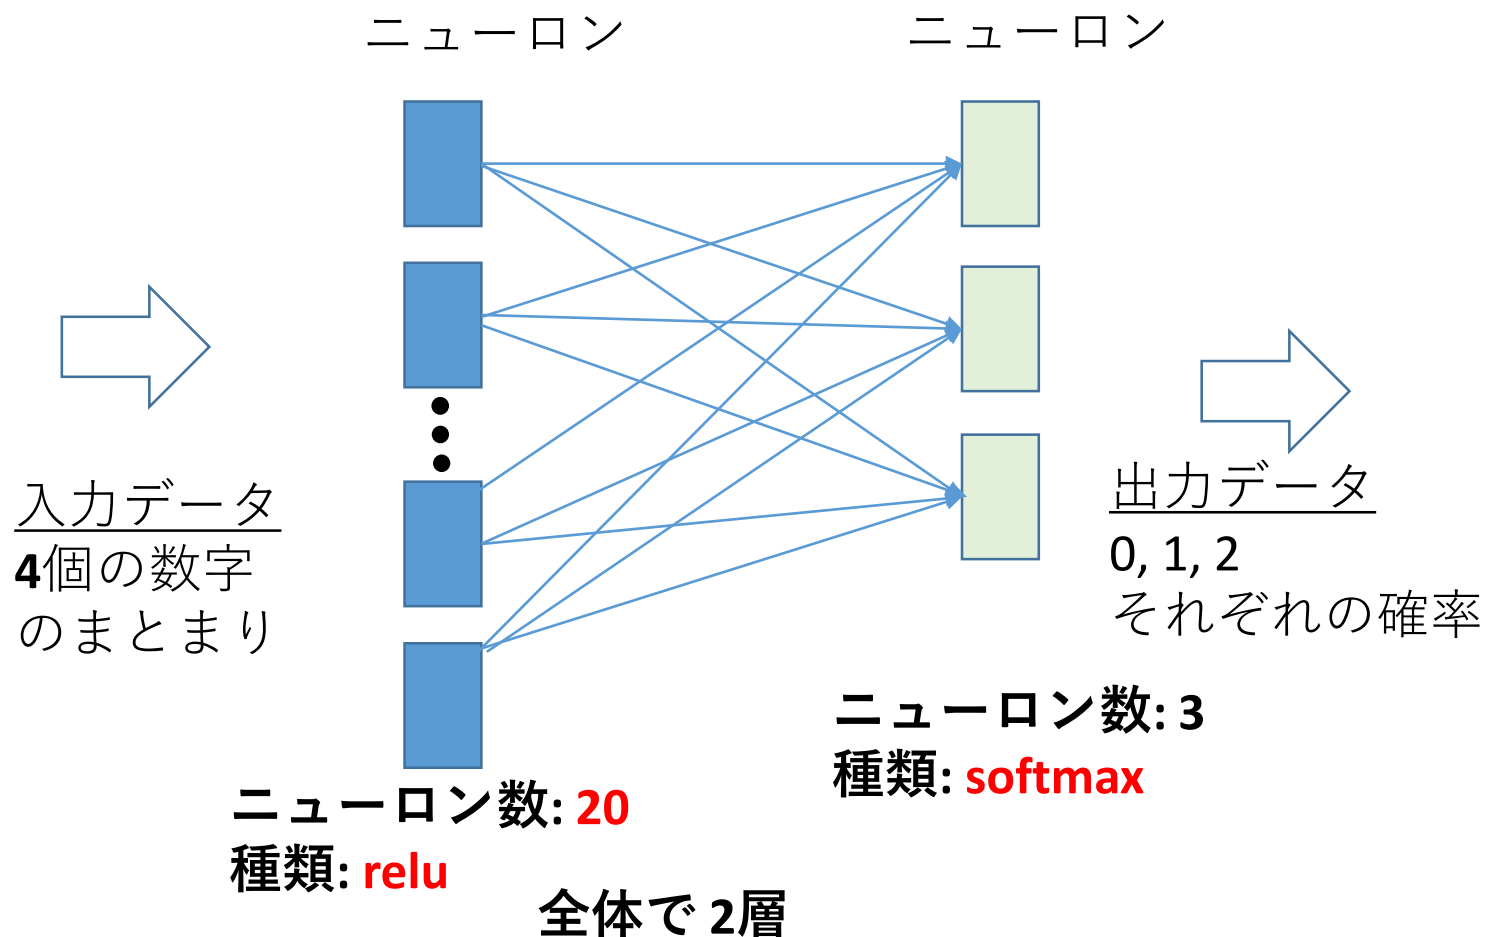 ニューロン
ニューロン
入力データ
4個の数字
のまとまり
出力データ
0, 1, 2
それぞれの確率
ニューロン数: 3
種類: softmax
ニューロン数: 20
種類: relu
全体で 2層